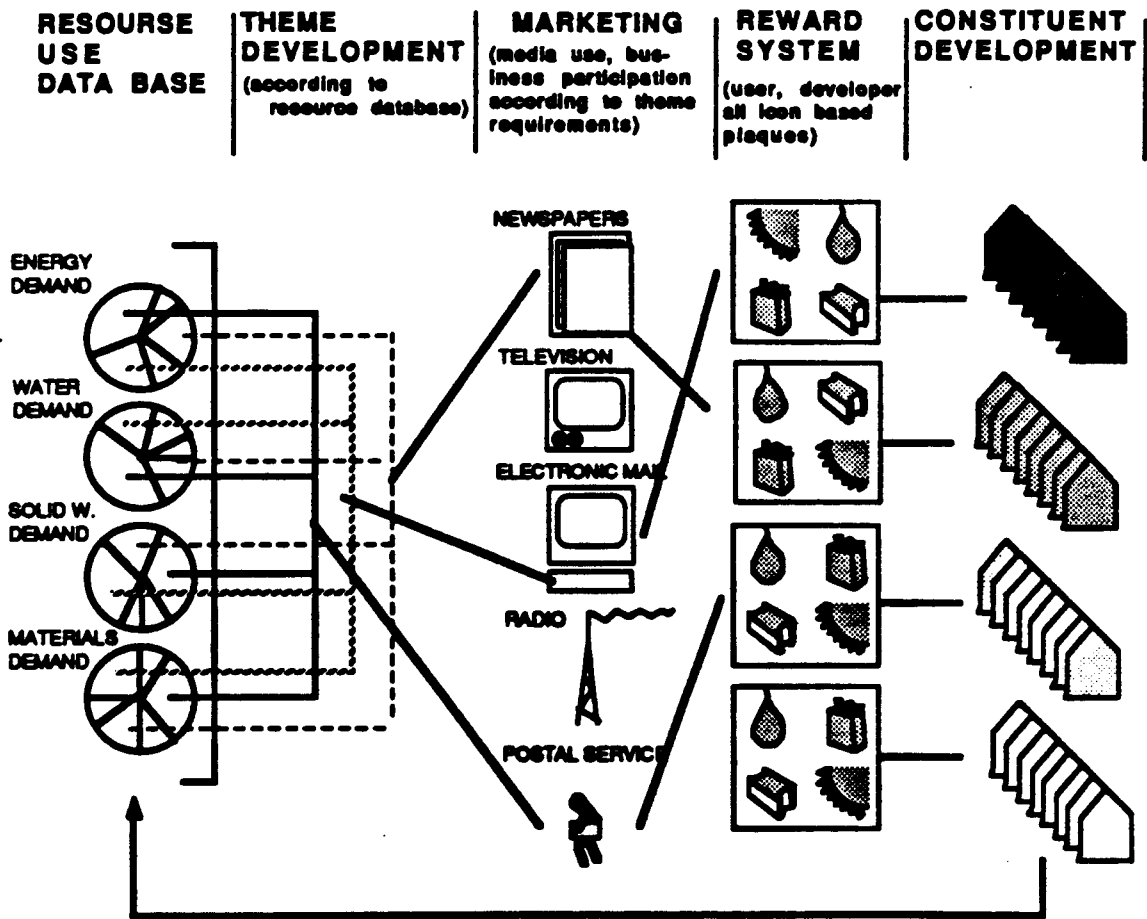 RESOURSE
USE
DATA BASE
THEME
DEVELOPMENT
(according to
resource database)
MARKETING
(media use, bus-
iness participation
according to theme
requirements)
REWARD
SYSTEM
(user, developer
all icon based
plaques)
CONSTITUENT
DEVELOPMENT
ENERGY
DEMAND
WATER
DEMAND
SOLID W.
DEMAND
MATERIALS
DEMAND
NEWSPAPERS
TELEVISION
ELECTRONIC MAIL
RADIO
POSTAL SERVICE